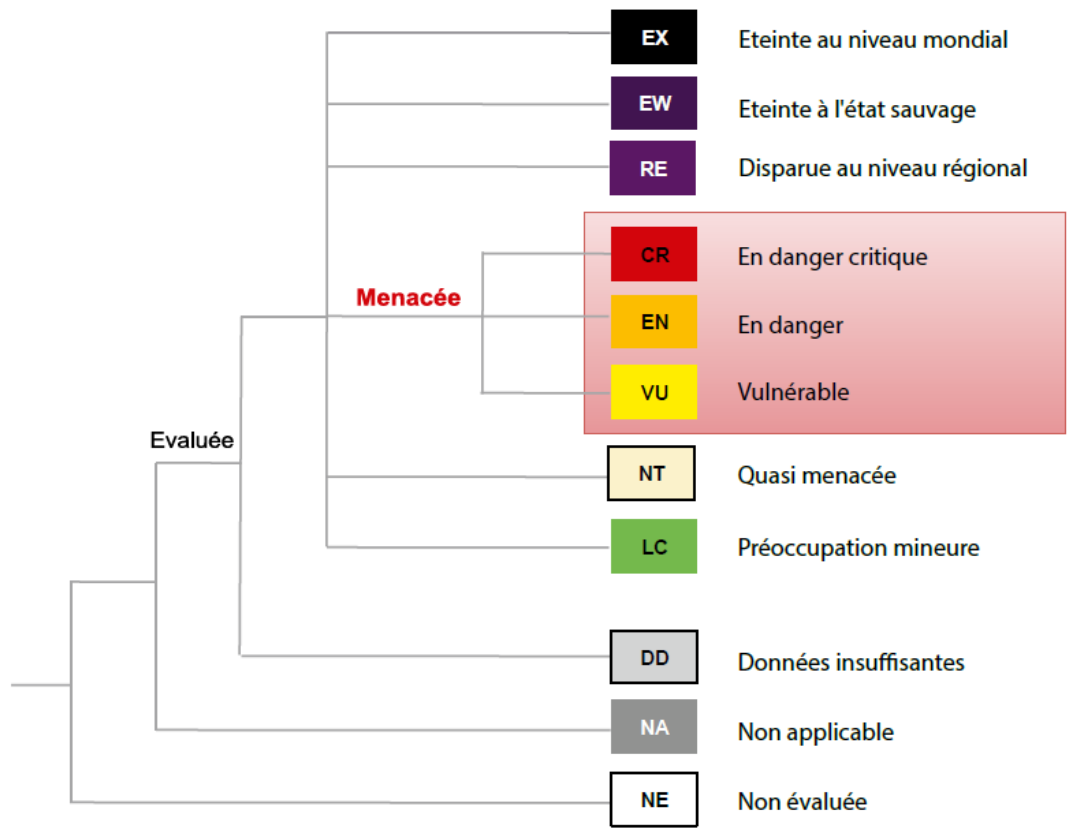 EX Eteinte au niveau mondial
EW Eteinte à l'état sauvage
RE Disparue au niveau régional
CR En danger critique
Menacée
EN En danger
VU Vulnérable
Evaluée
NT Quasi menacée
LC Préoccupation mineure
DD Données insuffisantes
NA Non applicable
NE Non évaluée